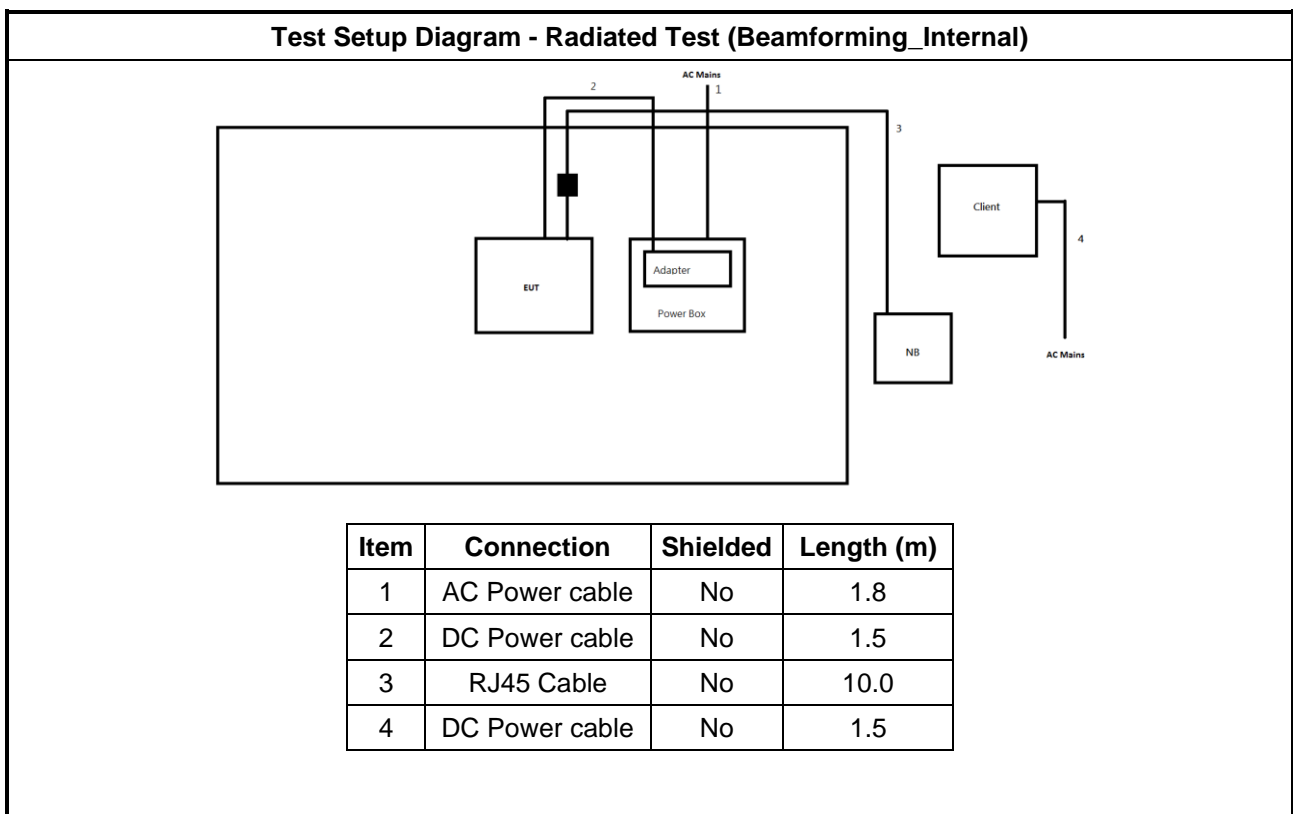 Test Setup Diagram - Radiated Test (Beamforming_Internal)
AC Mains
2
1
3
Client
4
Adapter
EUT
Power Box
NB
AC Mains
Item Connection Shielded Length (m)
1 AC Power cable No 1.8
2 DC Power cable No 1.5
3 RJ45 Cable No 10.0
4 DC Power cable No 1.5